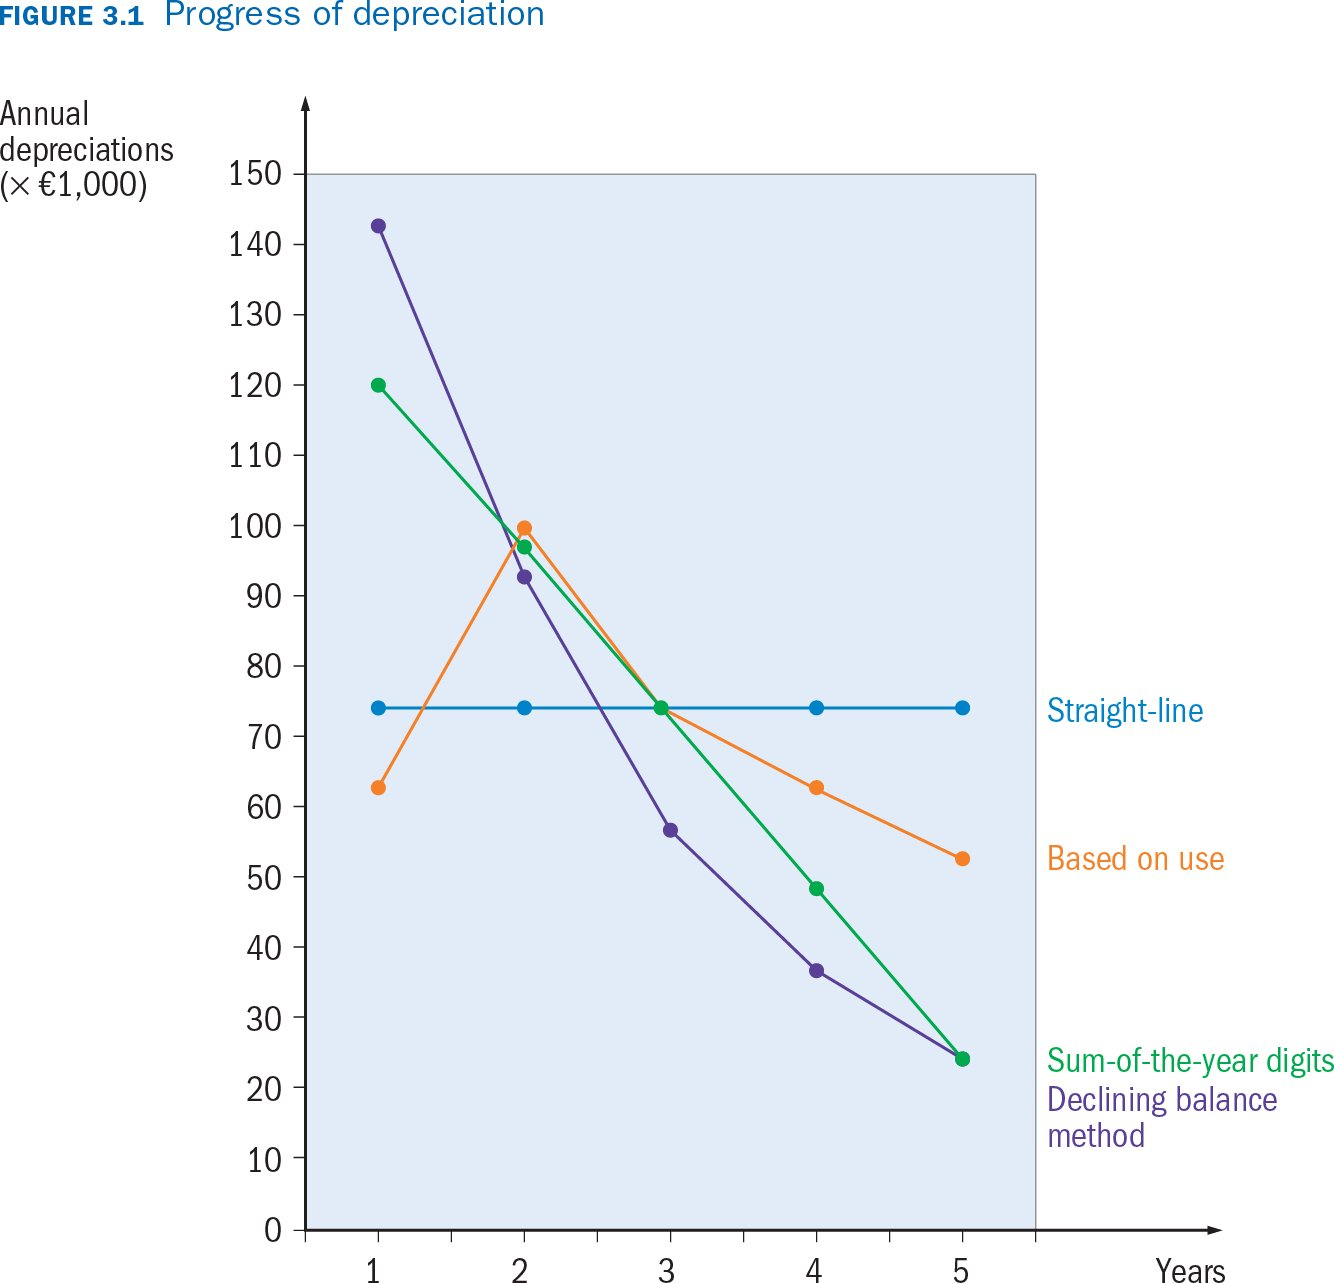 FIGURE 3.1 Progress of depreciation
Annual
depreciations
(× €1,000)
150
140
130
120
110
100
90
80
70
60
50
40
30
20
10
0
Straight-line
Based on use
Sum-of-the-year digits
Declining balance
method
1 2 3 4 5 Years